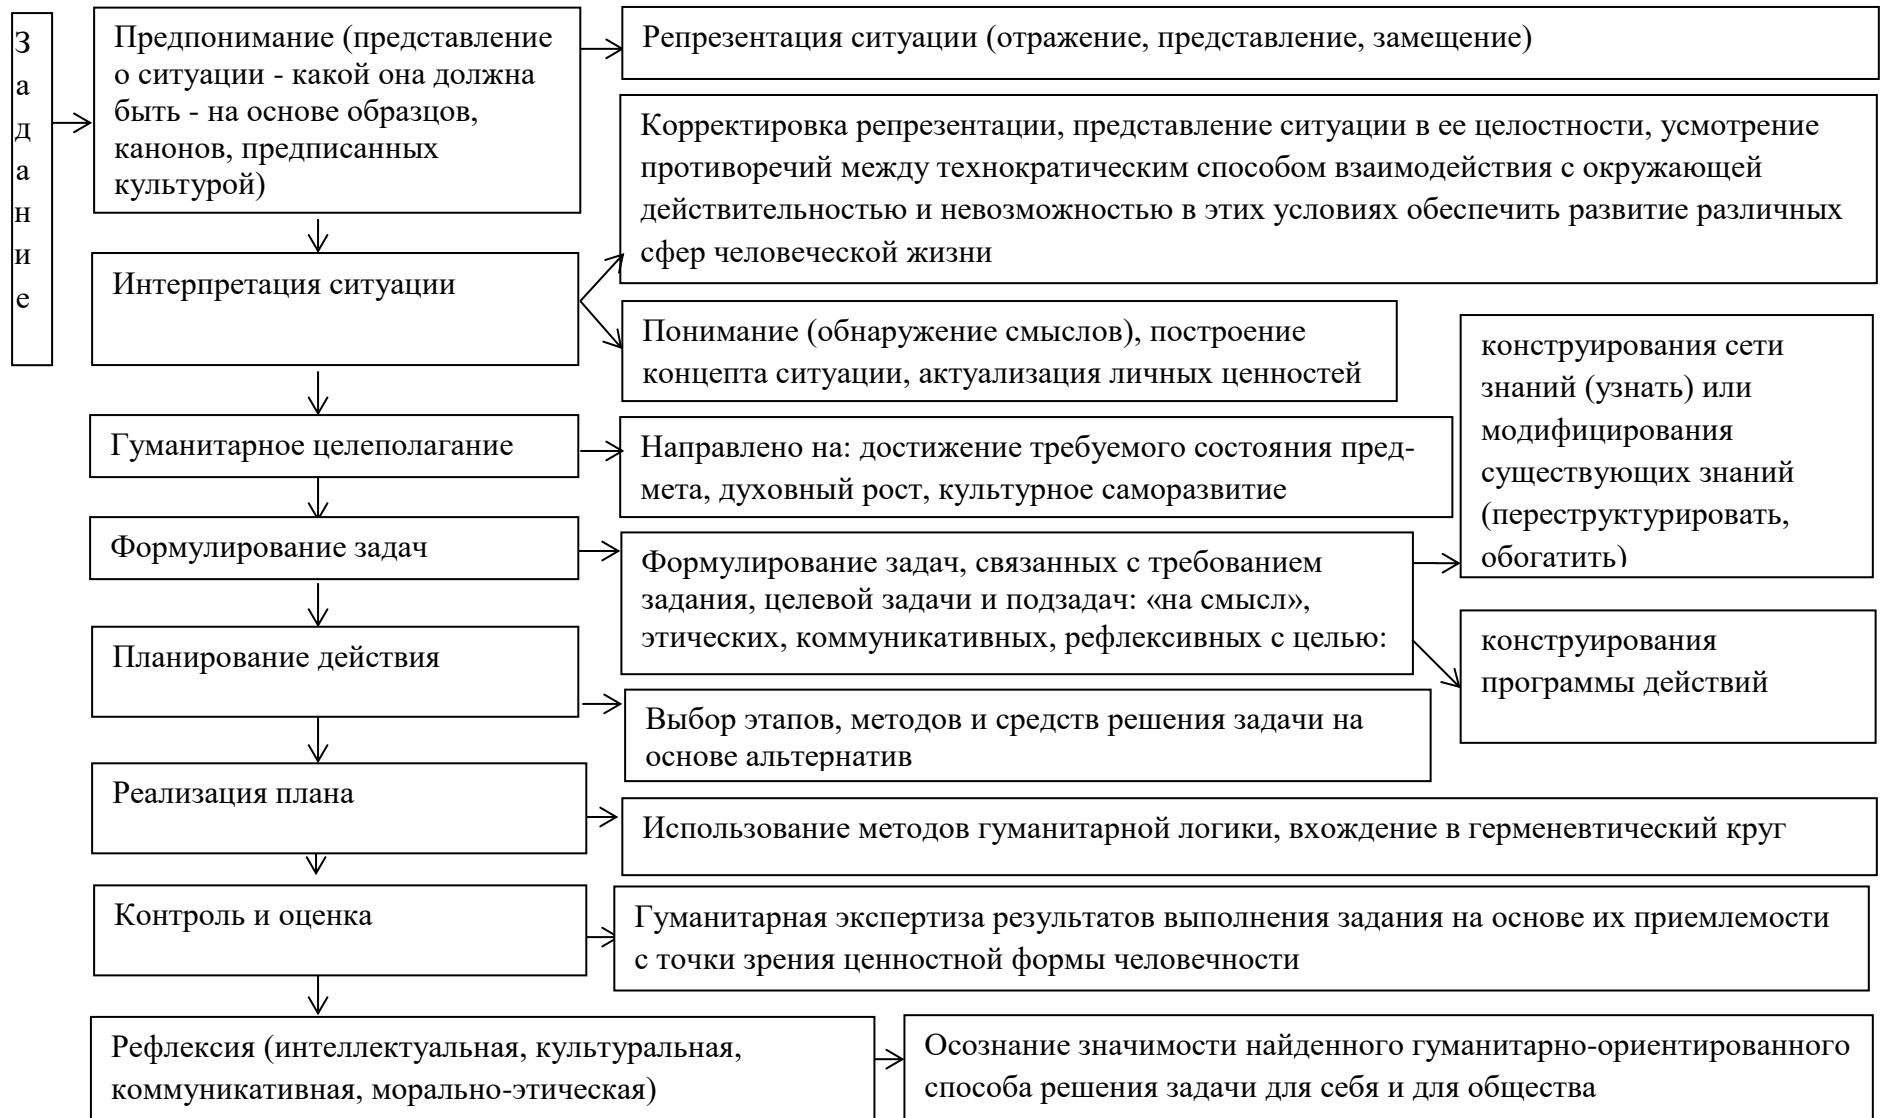 Задание
Предпонимание (представление
о ситуации - какой она должна
быть - на основе образцов,
канонов, предписанных
культурой)
Репрезентация ситуации (отражение, представление, замещение)
Корректировка репрезентации, представление ситуации в ее целостности, усмотрение
противоречий между технократическим способом взаимодействия с окружающей
действительностью и невозможностью в этих условиях обеспечить развитие различных
сфер человеческой жизни
Интерпретация ситуации
Понимание (обнаружение смыслов), построение
концепта ситуации, актуализация личных ценностей
Гуманитарное целеполагание
Направлено на: достижение требуемого состояния пред-
мета, духовный рост, культурное саморазвитие
Формулирование задач
Формулирование задач, связанных с требованием
задания, целевой задачи и подзадач: «на смысл»,
этических, коммуникативных, рефлексивных с целью:
конструирования сети
знаний (узнать) или
модифицирования
существующих знаний
(переструктурировать,
обогатить)
конструирования
программы действий
Планирование действия
Выбор этапов, методов и средств решения задачи на
основе альтернатив
Реализация плана
Использование методов гуманитарной логики, вхождение в герменевтический круг
Контроль и оценка
Гуманитарная экспертиза результатов выполнения задания на основе их приемлемости
с точки зрения ценностной формы человечности
Рефлексия (интеллектуальная, культуральная,
коммуникативная, морально-этическая)
Осознание значимости найденного гуманитарно-ориентированного
способа решения задачи для себя и для общества